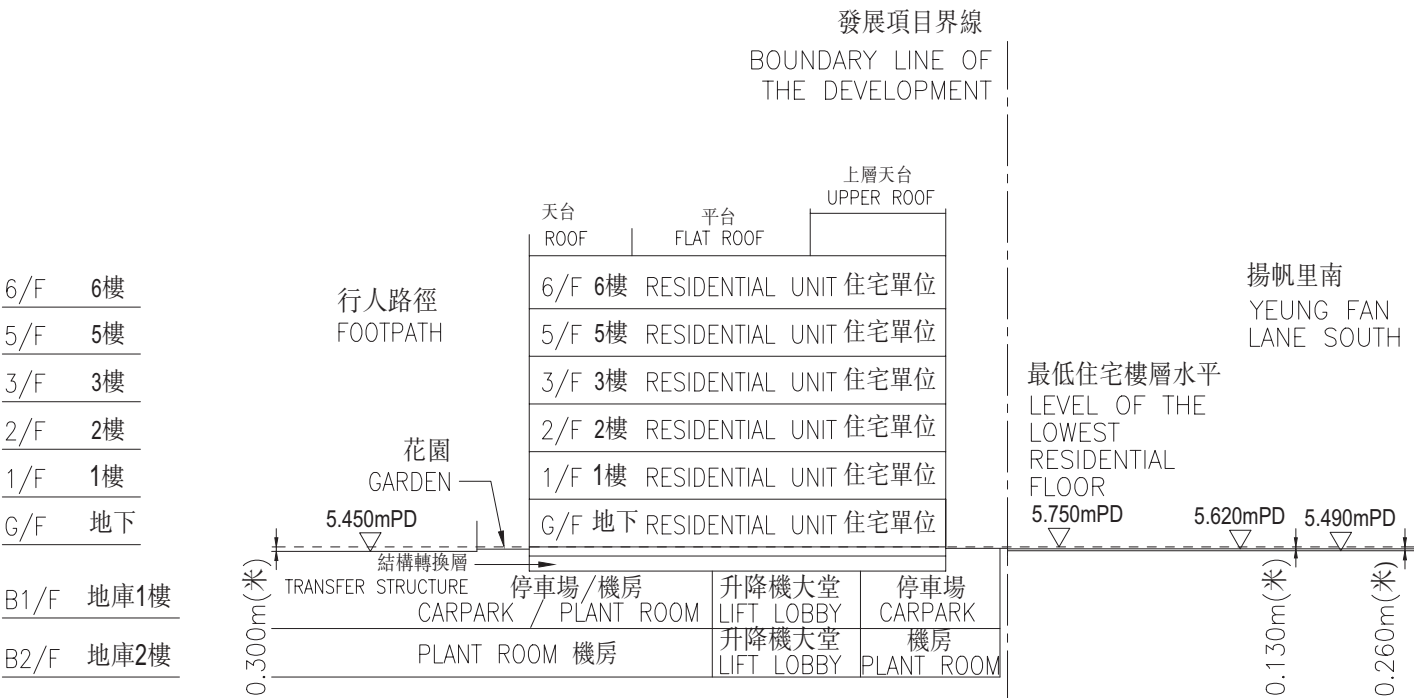 發展項目界線
BOUNDARY LINE OF
THE DEVELOPMENT
上層天台
UPPER ROOF
天台
ROOF
平台
FLAT ROOF
6/F 6樓
5/F 5樓
3/F 3樓
2/F 2樓
1/F 1樓
G/F 地下
B1/F 地庫1樓
B2/F 地庫2樓
行人路徑
FOOTPATH
花園
GARDEN
5.450mPD
0.300m(米)
結構轉換層
TRANSFER STRUCTURE
6/F 6樓 RESIDENTIAL UNIT 住宅單位
5/F 5樓 RESIDENTIAL UNIT 住宅單位
3/F 3樓 RESIDENTIAL UNIT 住宅單位
2/F 2樓 RESIDENTIAL UNIT 住宅單位
1/F 1樓 RESIDENTIAL UNIT 住宅單位
G/F 地下 RESIDENTIAL UNIT 住宅單位
停車場/機房
CARPARK / PLANT ROOM
升降機大堂
LIFT LOBBY
停車場
CARPARK
PLANT ROOM 機房
升降機大堂
LIFT LOBBY
機房
PLANT ROOM
揚帆里南
YEUNG FAN
LANE SOUTH
最低住宅樓層水平
LEVEL OF THE
LOWEST
RESIDENTIAL
FLOOR
5.750mPD
5.620mPD
5.490mPD
0.130m(米)
0.260m(米)